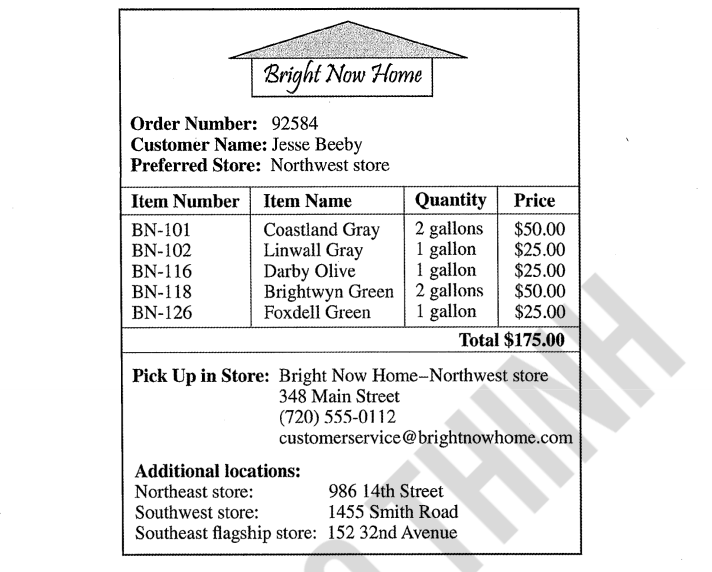 Bright Now Home
Order Number: 92584
Customer Name: Jesse Beeby
Preferred Store: Northwest store
Item Number Item Name Quantity Price
BN-101 Coastland Gray 2 gallons $50.00
BN-102 Linwall Gray 1 gallon $25.00
BN-116 Darby Olive 1 gallon $25.00
BN-118 Brightwyn Green 2 gallons $50.00
BN-126 Foxdell Green 1 gallon $25.00
Total $175.00
Pick Up in Store: Bright Now Home–Northwest store
348 Main Street
(720) 555-0112
customerservice@brightnowhome.com
Additional locations:
Northeast store: 986 14th Street
Southwest store: 1455 Smith Road
Southeast flagship store: 152 32nd Avenue
THINH